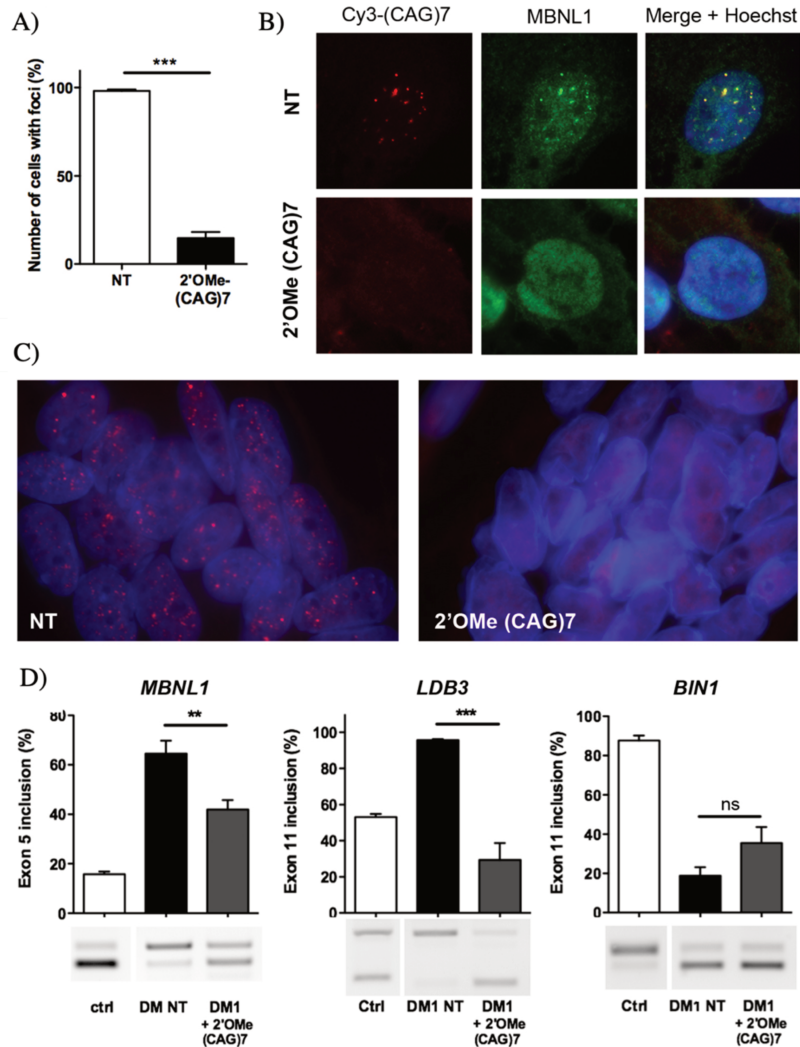 A)
Number of cells with foci (%)
100
50
0
***
NT
2'OMe-
(CAG)7
B)
Cy3-(CAG)7
MBNL1
Merge + Hoechst
NT
2'OMe (CAG)7
C)
NT
2'OMe (CAG)7
D)
MBNL1
Exon 5 inclusion (%)
80
60
40
20
0
**
ctrl
DM NT
DM1
+ 2'OMe
(CAG)7
LDB3
Exon 11 inclusion (%)
100
80
60
40
20
0
***
Ctrl
DM1 NT
DM1
+ 2'OMe
(CAG)7
BIN1
Exon 11 inclusion (%)
100
80
60
40
20
0
ns
Ctrl
DM1 NT
DM1
+ 2'OMe
(CAG)7